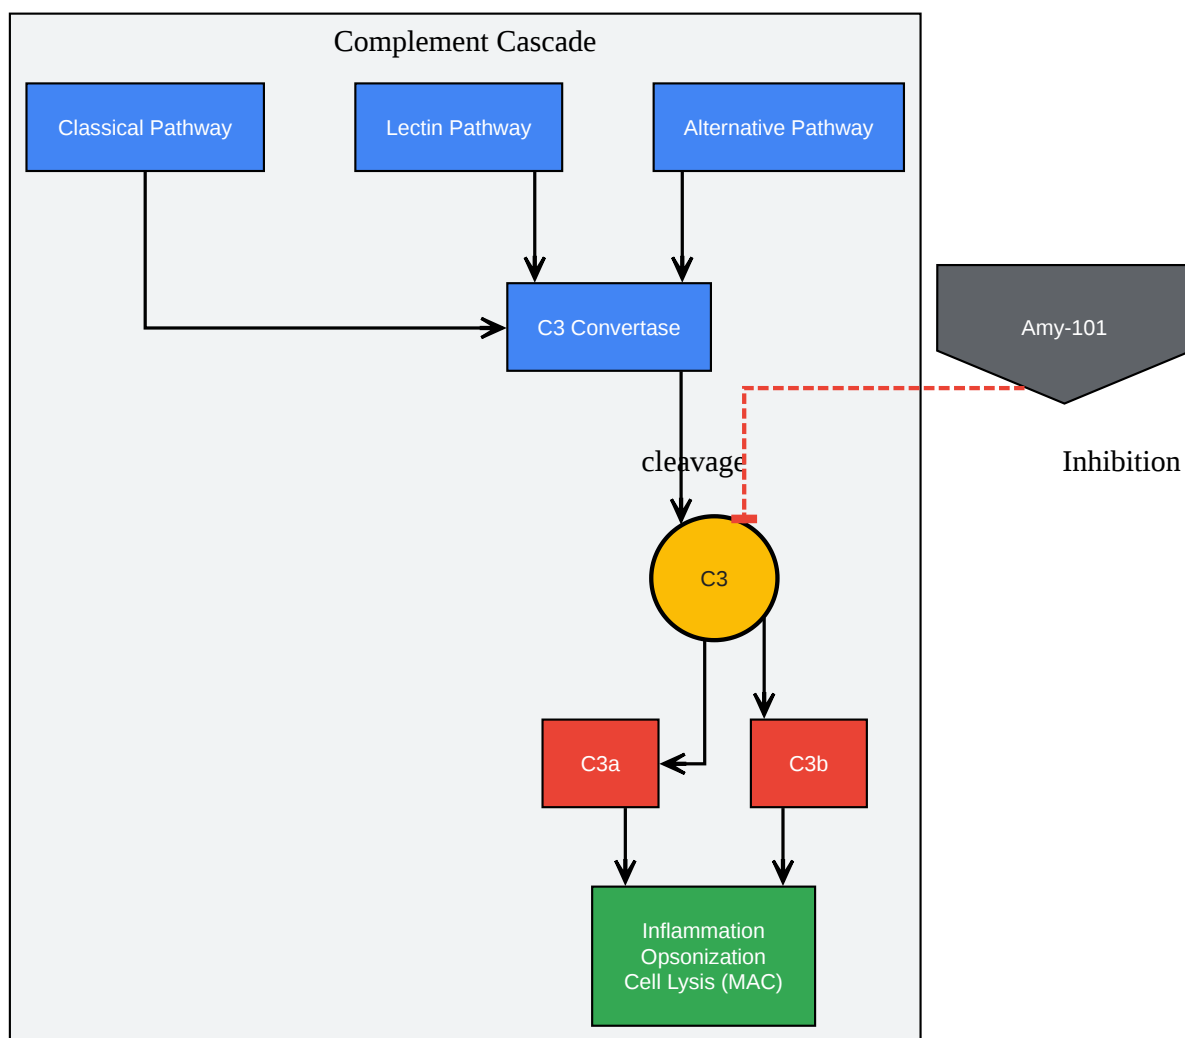 Complement Cascade
Classical Pathway
Lectin Pathway
Alternative Pathway
C3 Convertase
Amy-101
cleavage
Inhibition
C3
C3a
C3b
Inflammation
Opsonization
Cell Lysis (MAC)